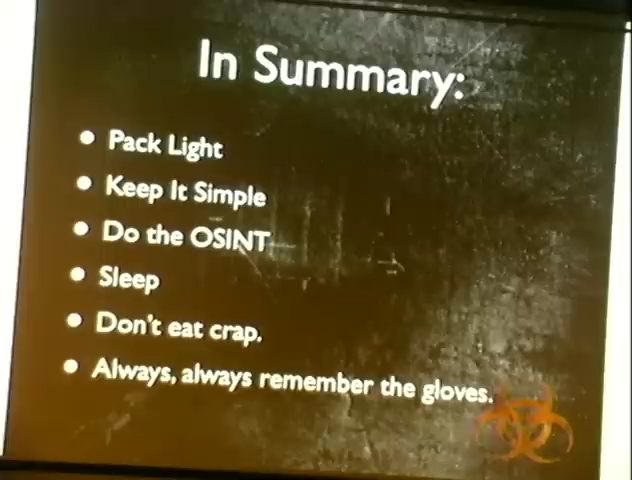 In Summary:
• Pack Light
• Keep It Simple
• Do the OSINT
• Sleep
• Don't eat crap.
• Always, always remember the gloves.